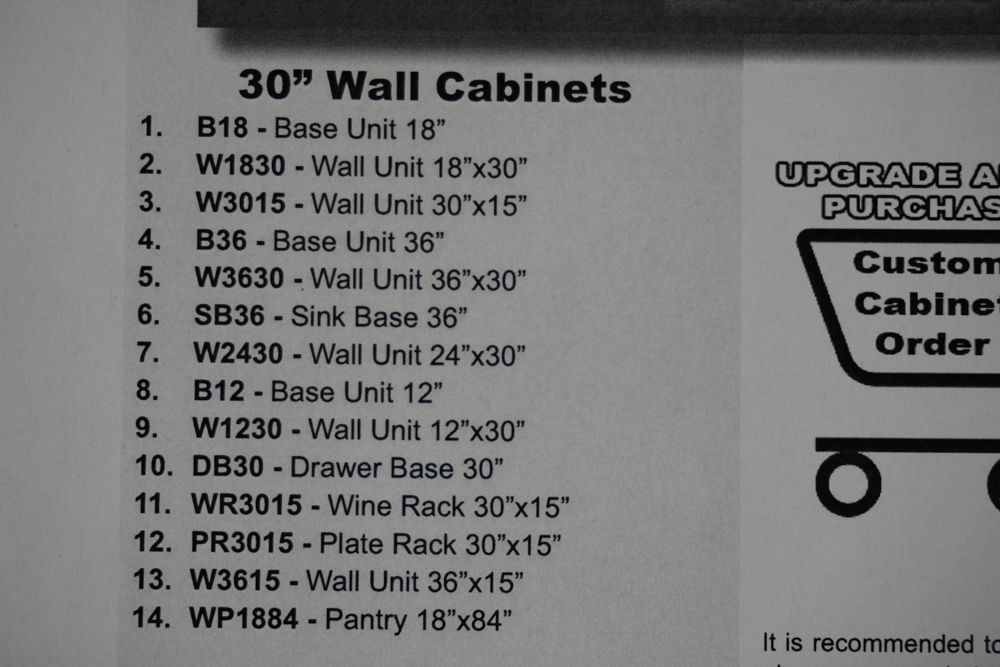 30” Wall Cabinets
1. B18 - Base Unit 18”
2. W1830 - Wall Unit 18”x30”
3. W3015 - Wall Unit 30”x15”
4. B36 - Base Unit 36”
5. W3630 - Wall Unit 36”x30”
6. SB36 - Sink Base 36”
7. W2430 - Wall Unit 24”x30”
8. B12 - Base Unit 12”
9. W1230 - Wall Unit 12”x30”
10. DB30 - Drawer Base 30”
11. WR3015 - Wine Rack 30”x15”
12. PR3015 - Plate Rack 30”x15”
13. W3615 - Wall Unit 36”x15”
14. WP1884 - Pantry 18”x84”
UPGRADE
Custom
Order
It is recommended